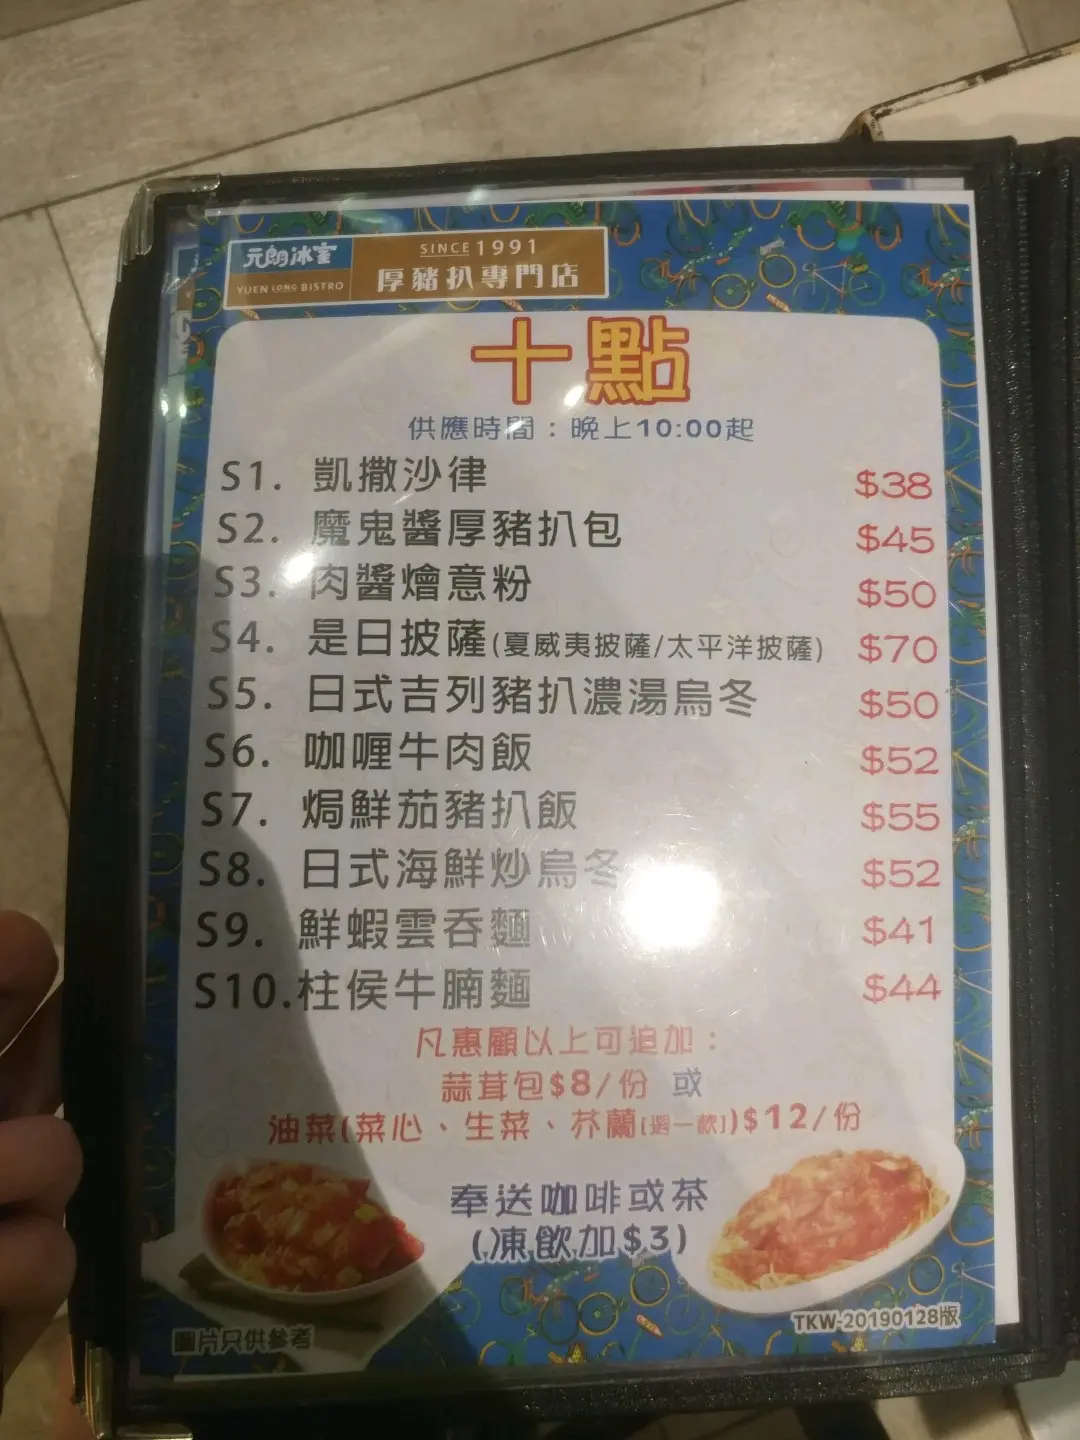 元朗冰室
YUEN LONG BISTRO
SINCE 1991
厚豬扒專門店
十點
供應時間：晚上10:00起
S1. 凱撒沙律 $38
S2. 魔鬼醬厚豬扒包 $45
S3. 肉醬燴意粉 $50
S4. 是日披薩(夏威夷披薩/太平洋披薩) $70
S5. 日式吉列豬扒濃湯烏冬 $50
S6. 咖喱牛肉飯 $52
S7. 焗鮮茄豬扒飯 $55
S8. 日式海鮮炒烏冬 $52
S9. 鮮蝦雲吞麵 $41
S10.柱侯牛腩麵 $44
凡惠顧以上可追加：
蒜茸包$8/份 或
油菜(菜心、生菜、芥蘭[選一款])$12/份
奉送咖啡或茶
(凍飲加$3)
圖片只供參考
TKW-20190128版